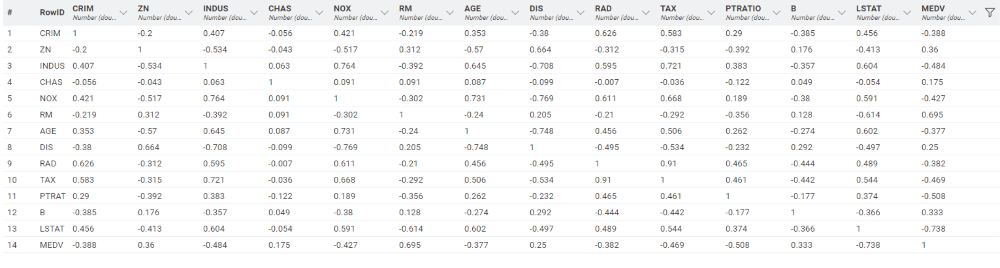 # RowID CRIM ZN INDUS CHAS NOX RM AGE DIS RAD TAX PTRATIO B LSTAT MEDV
Number (dou... Number (dou... Number (dou... Number (dou... Number (dou... Number (dou... Number (dou... Number (dou... Number (dou... Number (dou... Number (dou... Number (dou... Number (dou... Number (dou...
1 CRIM 1 -0.2 0.407 -0.056 0.421 -0.219 0.353 -0.38 0.626 0.583 0.29 -0.385 0.456 -0.388
2 ZN -0.2 1 -0.534 -0.043 -0.517 0.312 -0.57 0.664 -0.312 -0.315 -0.392 0.176 -0.413 0.36
3 INDUS 0.407 -0.534 1 0.063 0.764 -0.392 0.645 -0.708 0.595 0.721 0.383 -0.357 0.604 -0.484
4 CHAS -0.056 -0.043 0.063 1 0.091 0.091 0.087 -0.099 -0.007 -0.036 -0.122 0.049 -0.054 0.175
5 NOX 0.421 -0.517 0.764 0.091 1 -0.302 0.731 -0.769 0.611 0.668 0.189 -0.38 0.591 -0.427
6 RM -0.219 0.312 -0.392 0.091 -0.302 1 -0.24 0.205 -0.21 -0.292 -0.356 0.128 -0.614 0.695
7 AGE 0.353 -0.57 0.645 0.087 0.731 -0.24 1 -0.748 0.456 0.506 0.262 -0.274 0.602 -0.377
8 DIS -0.38 0.664 -0.708 -0.099 -0.769 0.205 -0.748 1 -0.495 -0.534 -0.232 0.292 -0.497 0.25
9 RAD 0.626 -0.312 0.595 -0.007 0.611 -0.21 0.456 -0.495 1 0.91 0.465 -0.444 0.489 -0.382
10 TAX 0.583 -0.315 0.721 -0.036 0.668 -0.292 0.506 -0.534 0.91 1 0.461 -0.442 0.544 -0.469
11 PTRAT 0.29 -0.392 0.383 -0.122 0.189 -0.356 0.262 -0.232 0.465 0.461 1 -0.177 0.374 -0.508
12 B -0.385 0.176 -0.357 0.049 -0.38 0.128 -0.274 0.292 -0.444 -0.442 -0.177 1 -0.366 0.333
13 LSTAT 0.456 -0.413 0.604 -0.054 0.591 -0.614 0.602 -0.497 0.489 0.544 0.374 -0.366 1 -0.738
14 MEDV -0.388 0.36 -0.484 0.175 -0.427 0.695 -0.377 0.25 -0.382 -0.469 -0.508 0.333 -0.738 1